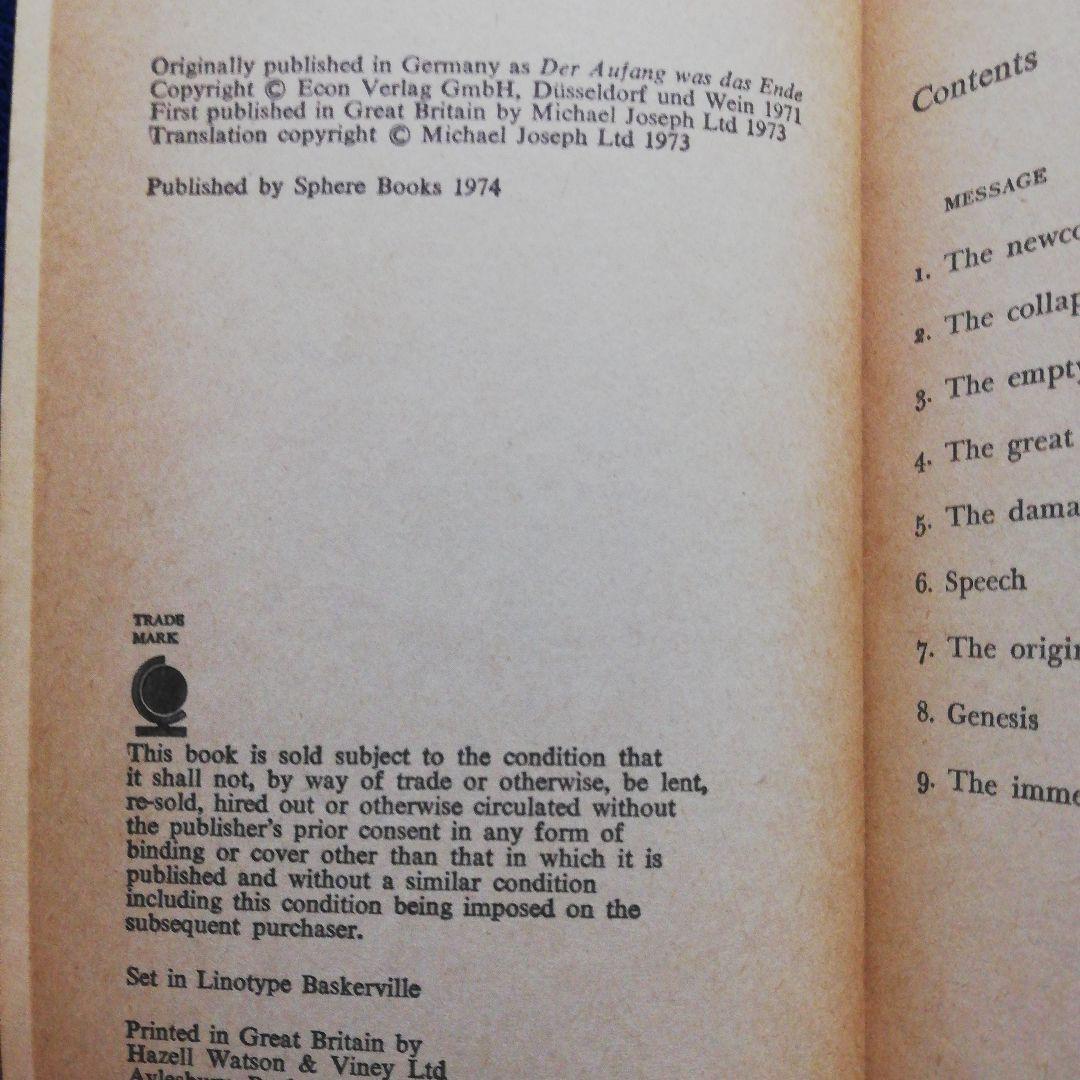 Originally published in Germany as Der Aufang was das Ende
Copyright © Econ Verlag GmbH, Düsseldorf und Wein 1971
First published in Great Britain by Michael Joseph Ltd 1973
Translation copyright © Michael Joseph Ltd 1973
Published by Sphere Books 1974
TRADE
MARK
This book is sold subject to the condition that
it shall not, by way of trade or otherwise, be lent,
re-sold, hired out or otherwise circulated without
the publisher's prior consent in any form of
binding or cover other than that in which it is
published and without a similar condition
including this condition being imposed on the
subsequent purchaser.
Set in Linotype Baskerville
Printed in Great Britain by
Hazell Watson & Viney Ltd
Contents
MESSAGE
1. The newco
2. The collap
3. The empty
4. The great
5. The dama
6. Speech
7. The origin
8. Genesis
9. The imme